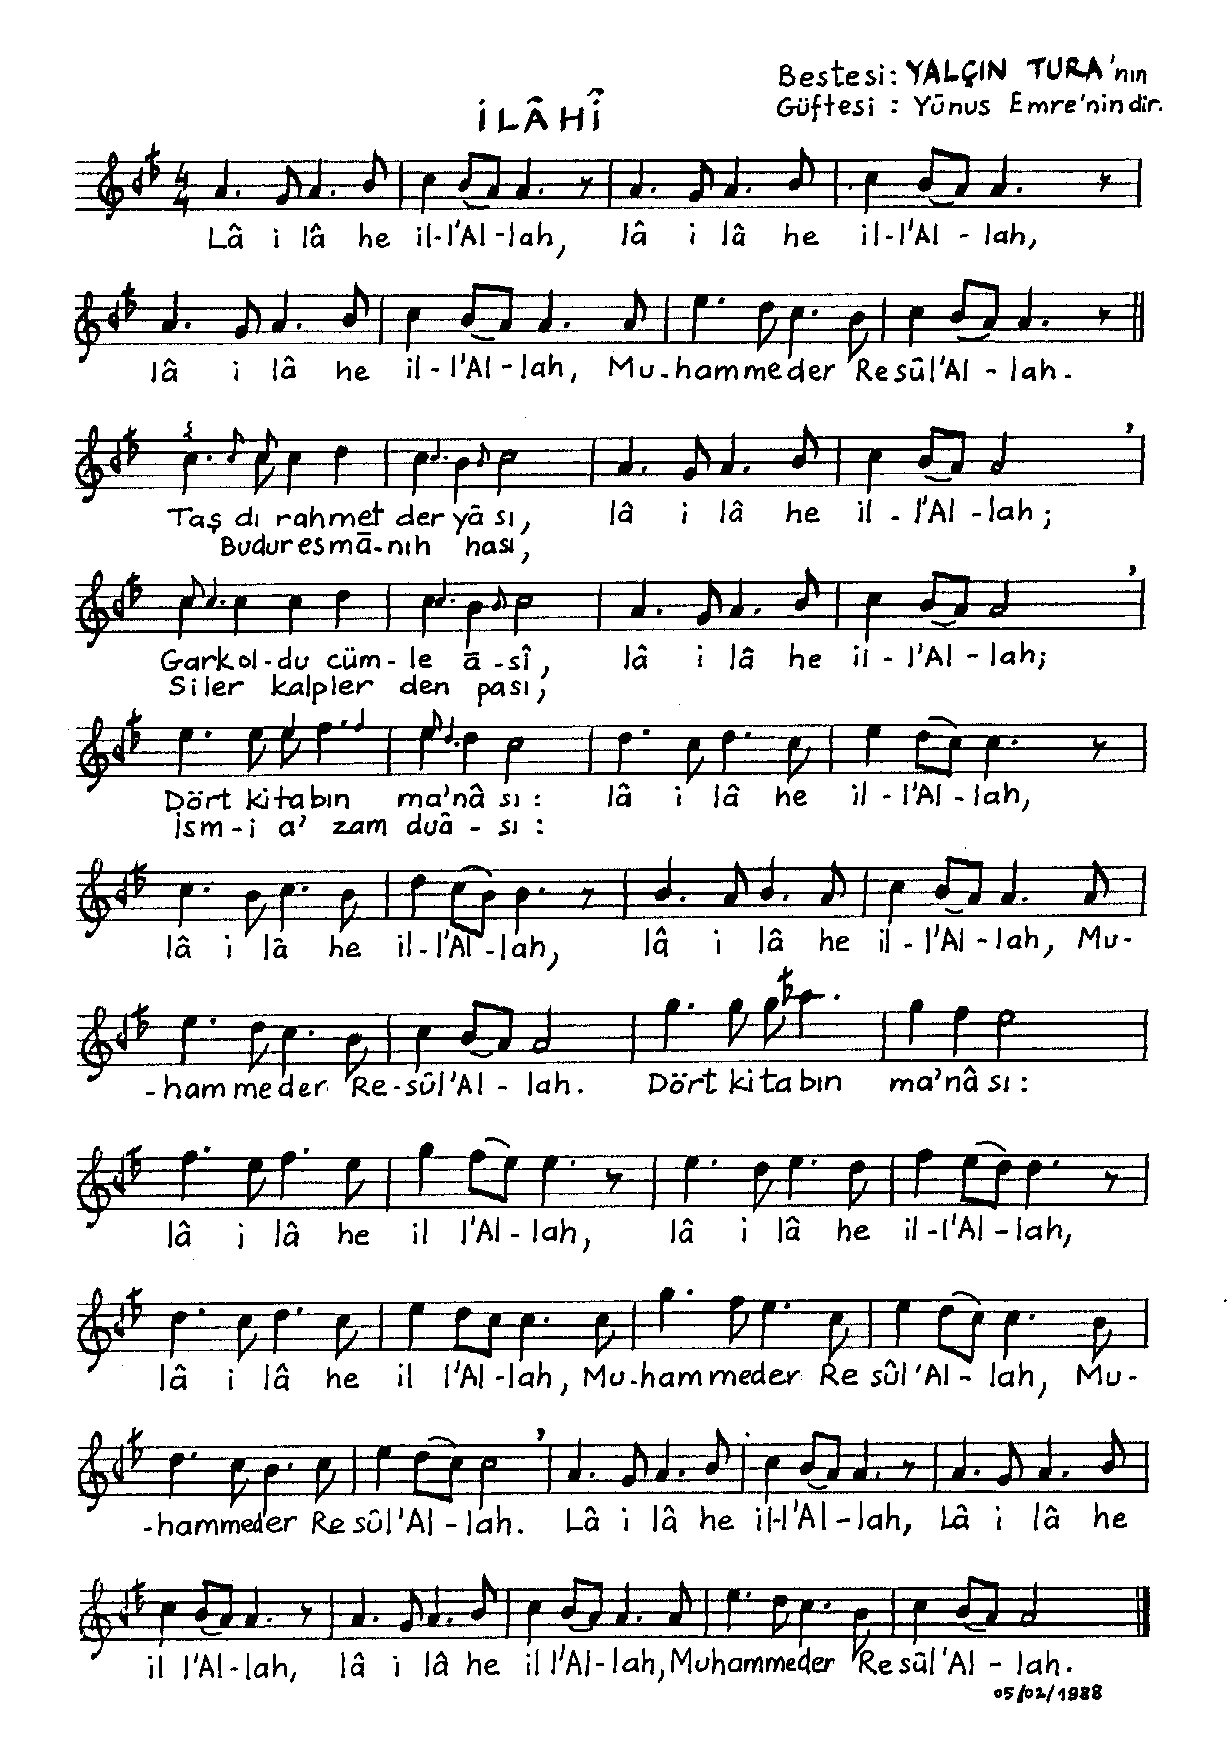 Bestesi: YALÇIN TURA'nın
Güftesi : Yūnus Emre'nindir.
İLÂHÎ
4
4
Lâ i lâ he il-l'Al-lah, lâ i lâ he il-l'Al - lah,
lâ i lâ he il-l'Al-lah, Mu-hammeder Resûl'Al - lah.
Taş dı rahmet der yâ sı, lâ i lâ he il - l'Al -lah;
Buduresmā-nıh hası,
Garkol-du cüm-le ā-sî, lâ i lâ he il - l'Al - lah;
Siler kalpler den pası,
Dört kitabın ma'nâ sı : lâ i lâ he il - l'Al - lah,
İsm-i a' zam duâ - sı :
lâ i lâ he il-l'Al-lah, lâ i lâ he il - l'Al -lah, Mu-
-hammeder Re-sûl'Al - lah. Dört kitabın ma'nâ sı :
lâ i lâ he il l'Al - lah, lâ i lâ he il-l'Al -lah,
lâ i lâ he il l'Al -lah, Mu-hammeder Re sûl'Al - lah, Mu-
-hammeder Re sûl'Al - lah. Lâ i lâ he il-l'Al -lah, Lâ i lâ he
il l'Al-lah, lâ i lâ he il l'Al-lah, Muhammeder Resûl'Al - lah.
05/02/1988